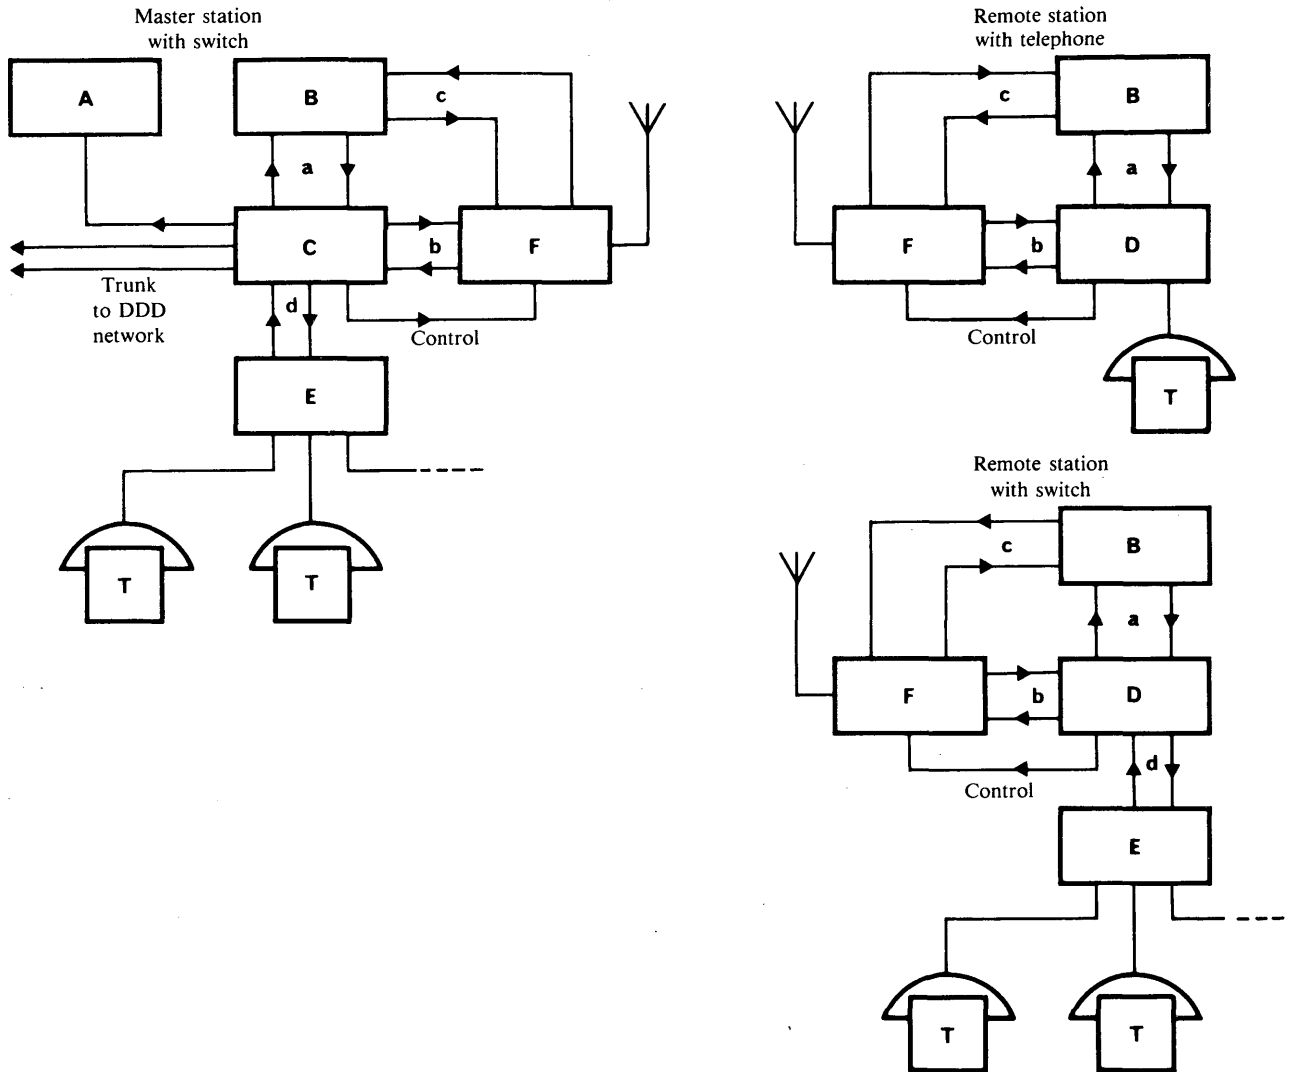 Master station
with switch
A
B
c
a
C
b
F
Trunk
to DDD
network
d
Control
E
T
T
Remote station
with telephone
B
c
a
F
b
D
Control
T
Remote station
with switch
B
c
a
F
b
D
d
Control
E
T
T